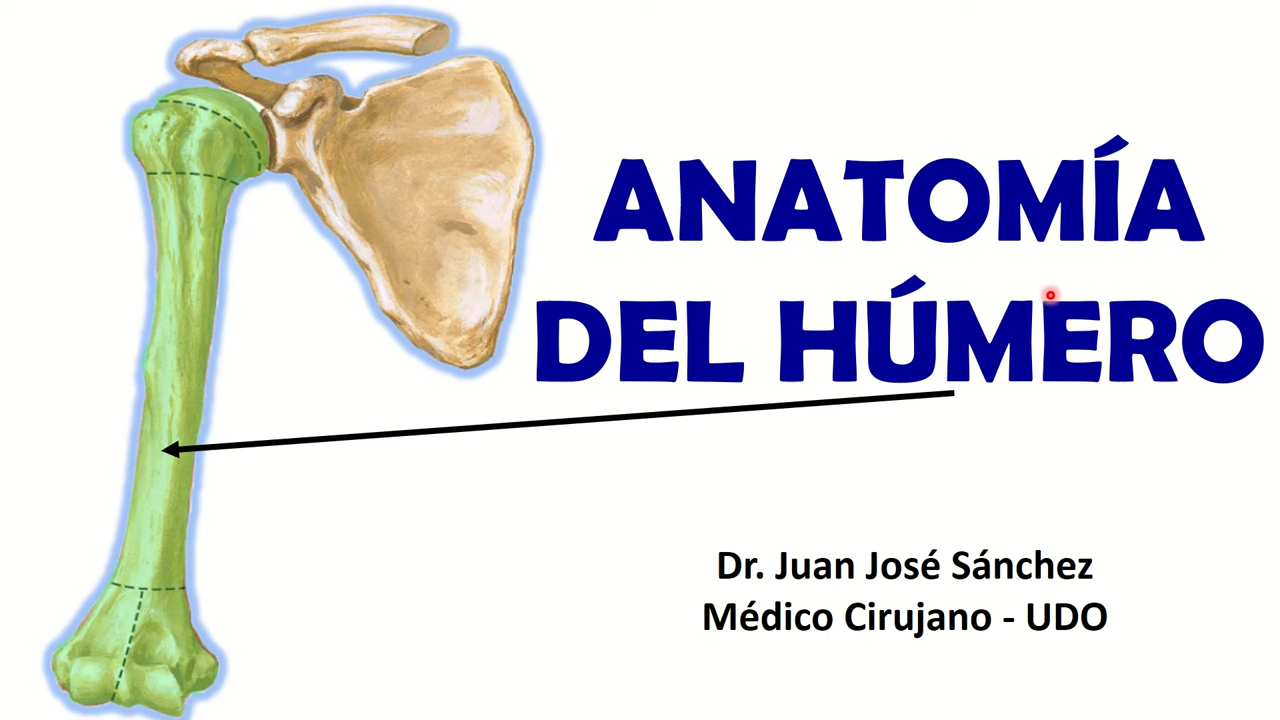 ANATOMÍA
DEL HÚMERO
Dr. Juan José Sánchez
Médico Cirujano - UDO